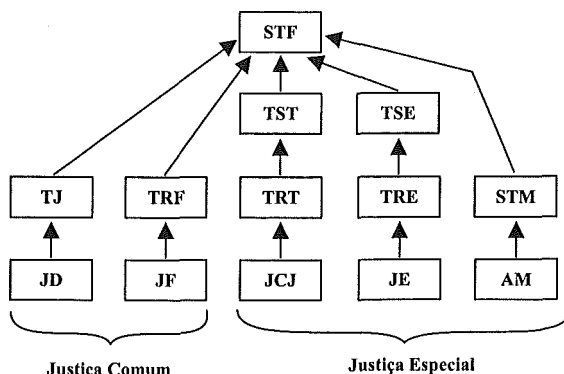 STF
TST TSE
TJ TRF TRT TRE STM
JD JF JCJ JE AM
Justiça Comum Justiça Especial